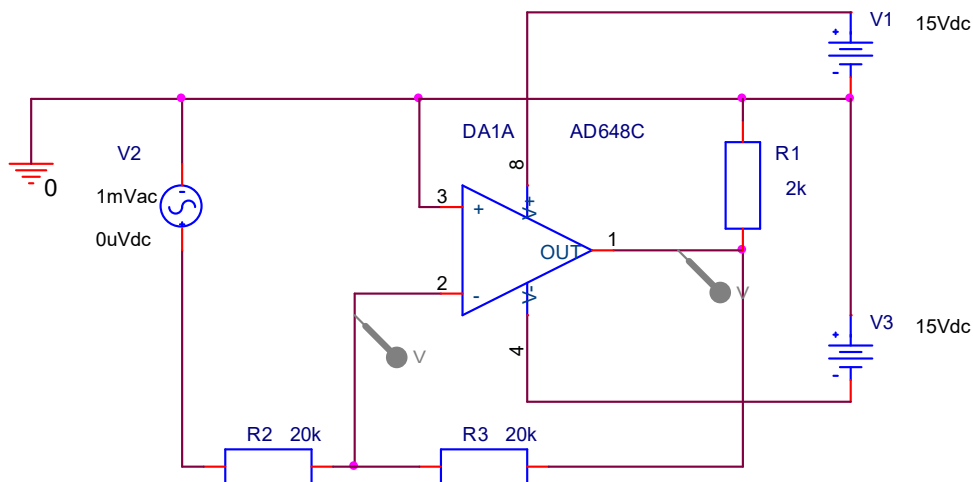 V1 15Vdc
DA1A AD648C
V2
8
R1
0
1mVac
3
+
V+
2k
0uVdc
OUT
1
2
-
V-
V
V3 15Vdc
4
V
R2 20k
R3 20k